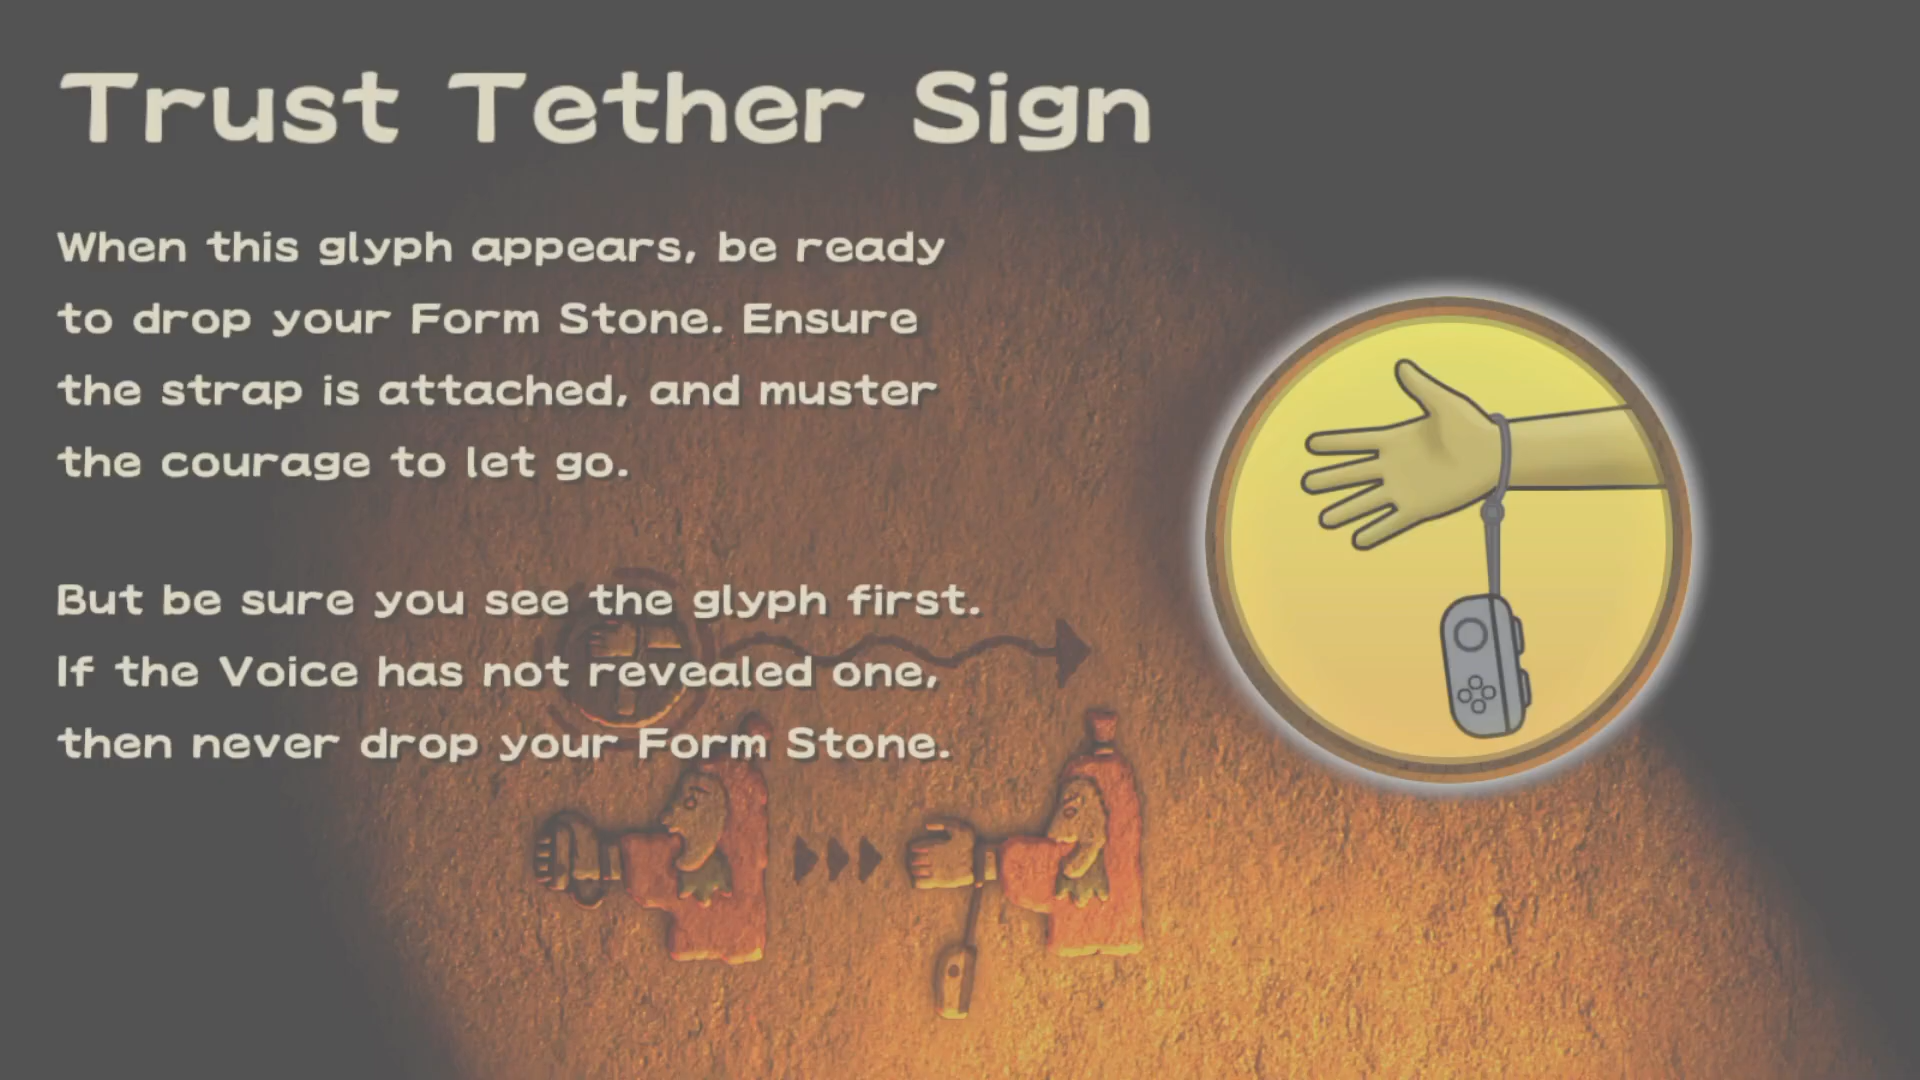 Trust Tether Sign
When this glyph appears, be ready
to drop your Form Stone. Ensure
the strap is attached, and muster
the courage to let go.
But be sure you see the glyph first.
If the Voice has not revealed one,
then never drop your Form Stone.